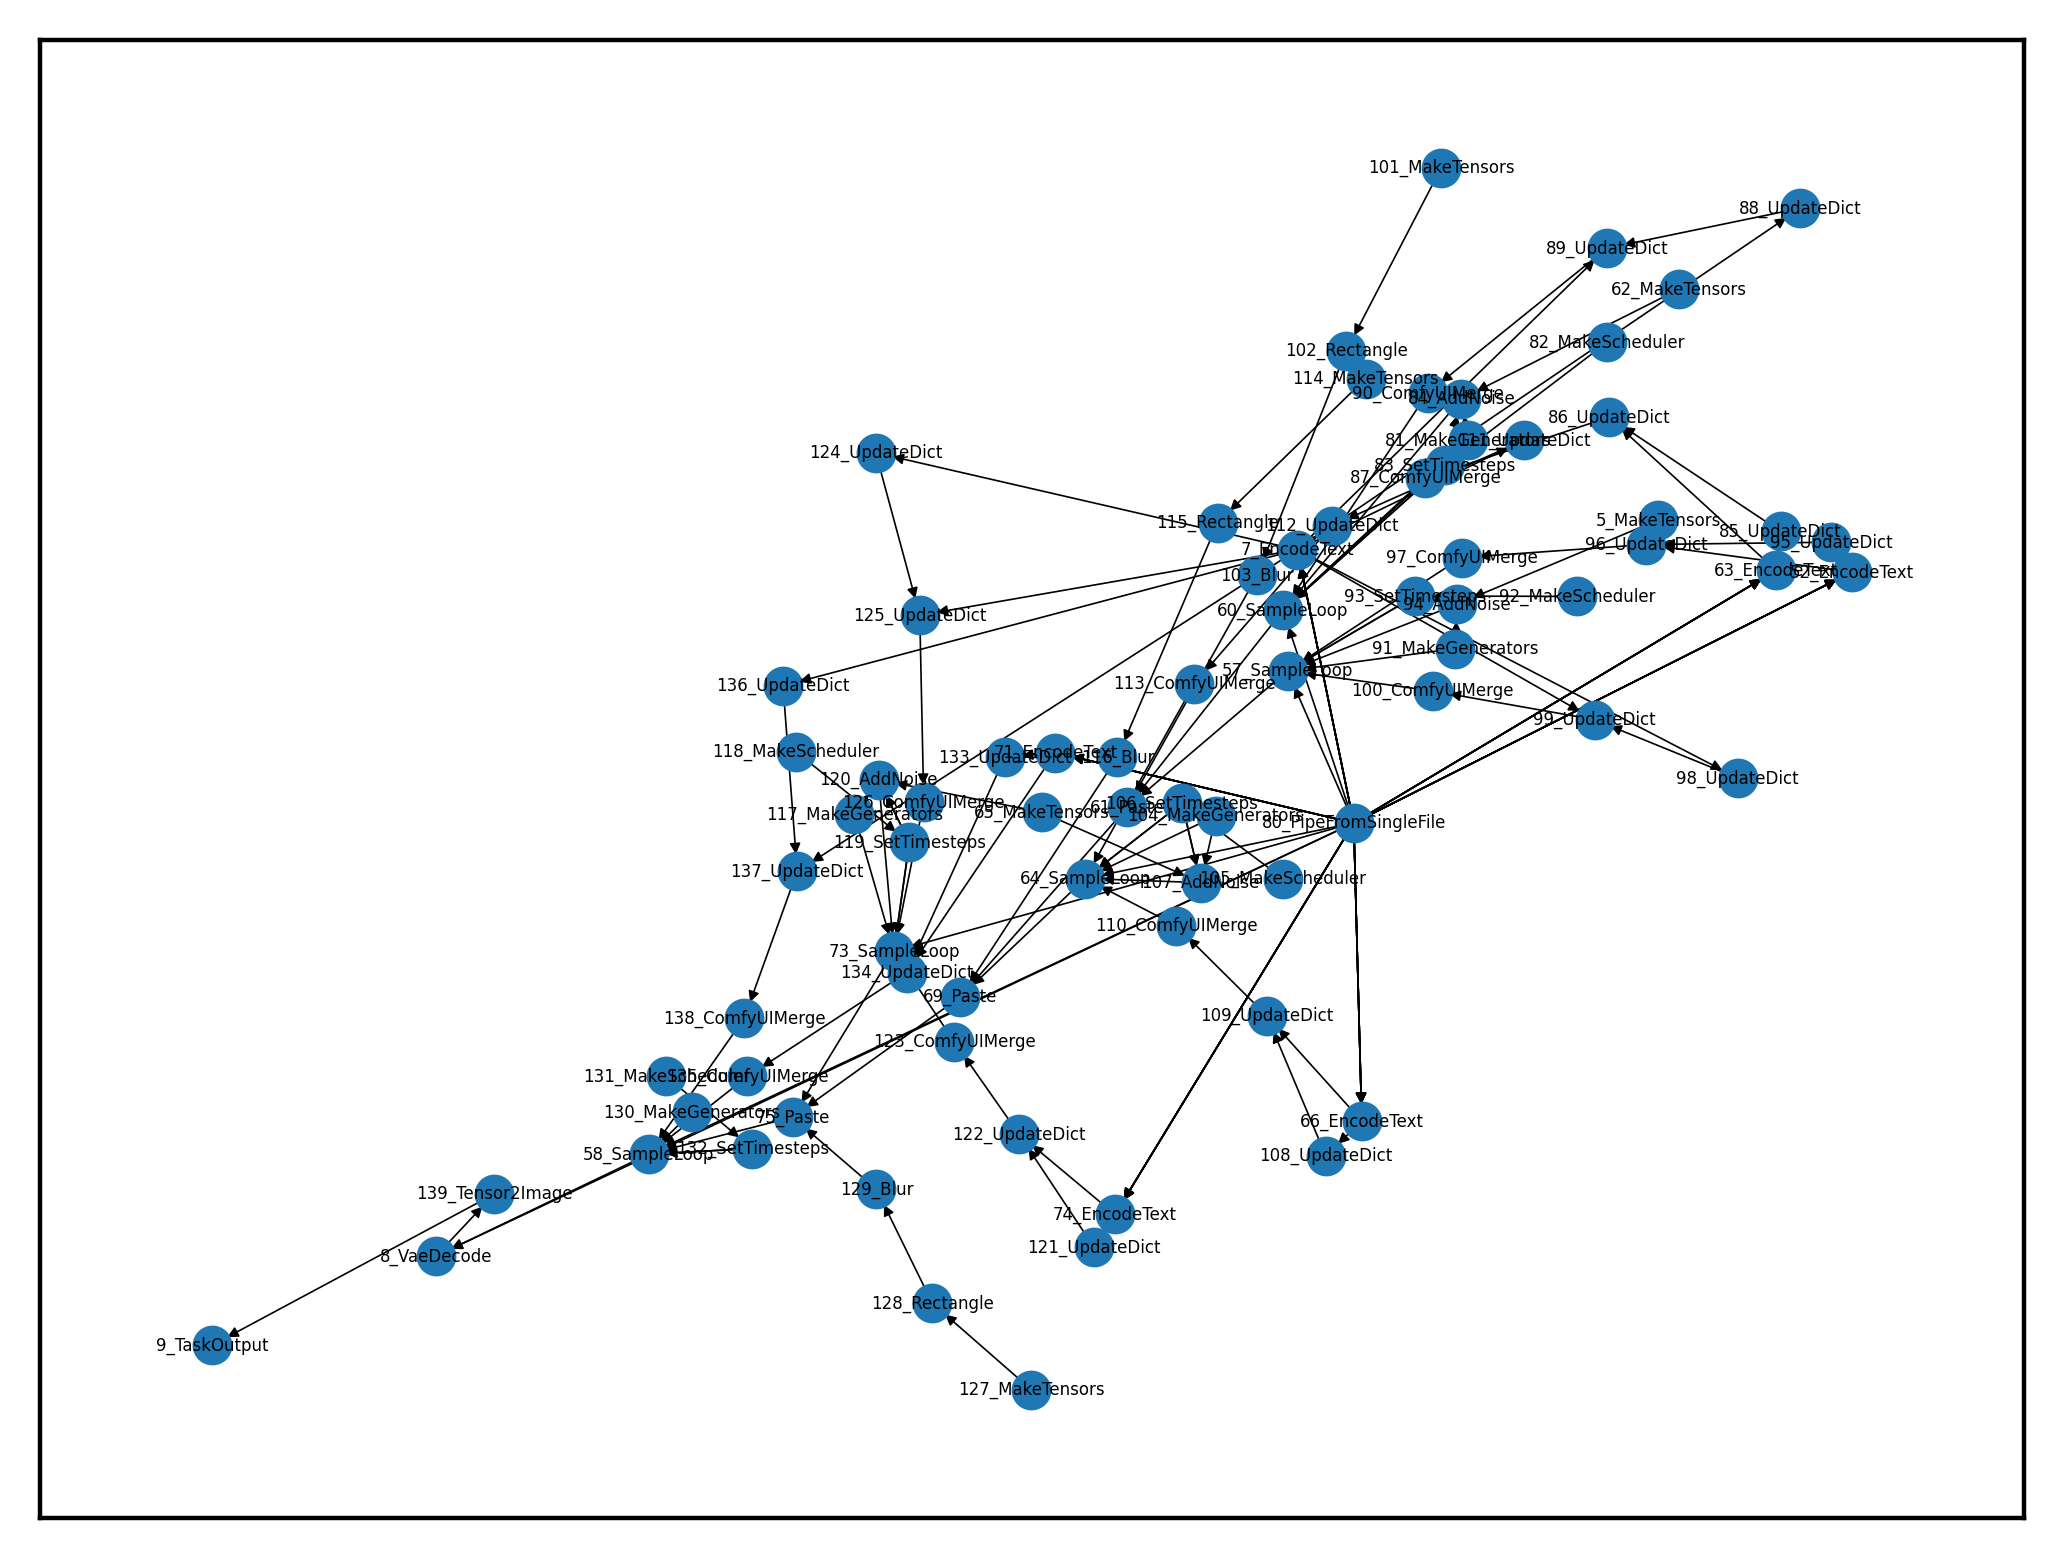 101_MakeTensors
88_UpdateDict
89_UpdateDict
62_MakeTensors
82_MakeScheduler
102_Rectangle
114_MakeTensors
90_ComfyUIMerge
84_AddNoise
86_UpdateDict
81_MakeGenerators
111_UpdateDict
124_UpdateDict
83_SetTimesteps
87_ComfyUIMerge
115_Rectangle
112_UpdateDict
5_MakeTensors
85_UpdateDict
95_UpdateDict
96_UpdateDict
7_EncodeText
97_ComfyUIMerge
103_Blur
63_EncodeText
52_EncodeText
93_SetTimesteps
92_MakeScheduler
94_AddNoise
60_SampleLoop
125_UpdateDict
91_MakeGenerators
57_SampleLoop
136_UpdateDict
113_ComfyUIMerge
100_ComfyUIMerge
99_UpdateDict
118_MakeScheduler
133_UpdateDict
71_EncodeText
116_Blur
120_AddNoise
98_UpdateDict
126_ComfyUIMerge
106_SetTimesteps
61_Paste
117_MakeGenerators
65_MakeTensors
104_MakeGenerators
80_PipeFromSingleFile
119_SetTimesteps
137_UpdateDict
64_SampleLoop
107_AddNoise
105_MakeScheduler
110_ComfyUIMerge
73_SampleLoop
134_UpdateDict
69_Paste
138_ComfyUIMerge
109_UpdateDict
123_ComfyUIMerge
131_MakeScheduler
135_ComfyUIMerge
130_MakeGenerators
75_Paste
66_EncodeText
122_UpdateDict
132_SetTimesteps
58_SampleLoop
108_UpdateDict
129_Blur
139_Tensor2Image
74_EncodeText
121_UpdateDict
8_VaeDecode
128_Rectangle
9_TaskOutput
127_MakeTensors